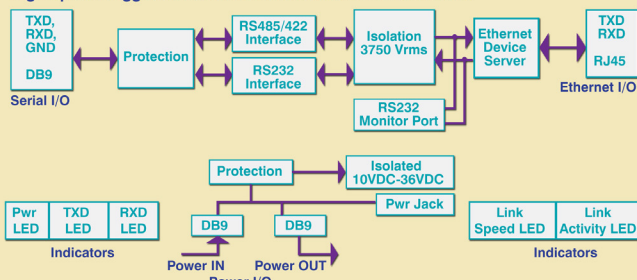 TXD,
RXD,
GND
DB9
Serial I/O
Protection
RS485/422
Interface
RS232
Interface
Isolation
3750 Vrms
RS232
Monitor Port
Ethernet
Device
Server
TXD
RXD
RJ45
Ethernet I/O
Protection
Isolated
10VDC-36VDC
Pwr Jack
DB9
DB9
Power IN
Power OUT
Power I/O
Pwr
LED
TXD
LED
RXD
LED
Indicators
Link
Speed LED
Link
Activity LED
Indicators